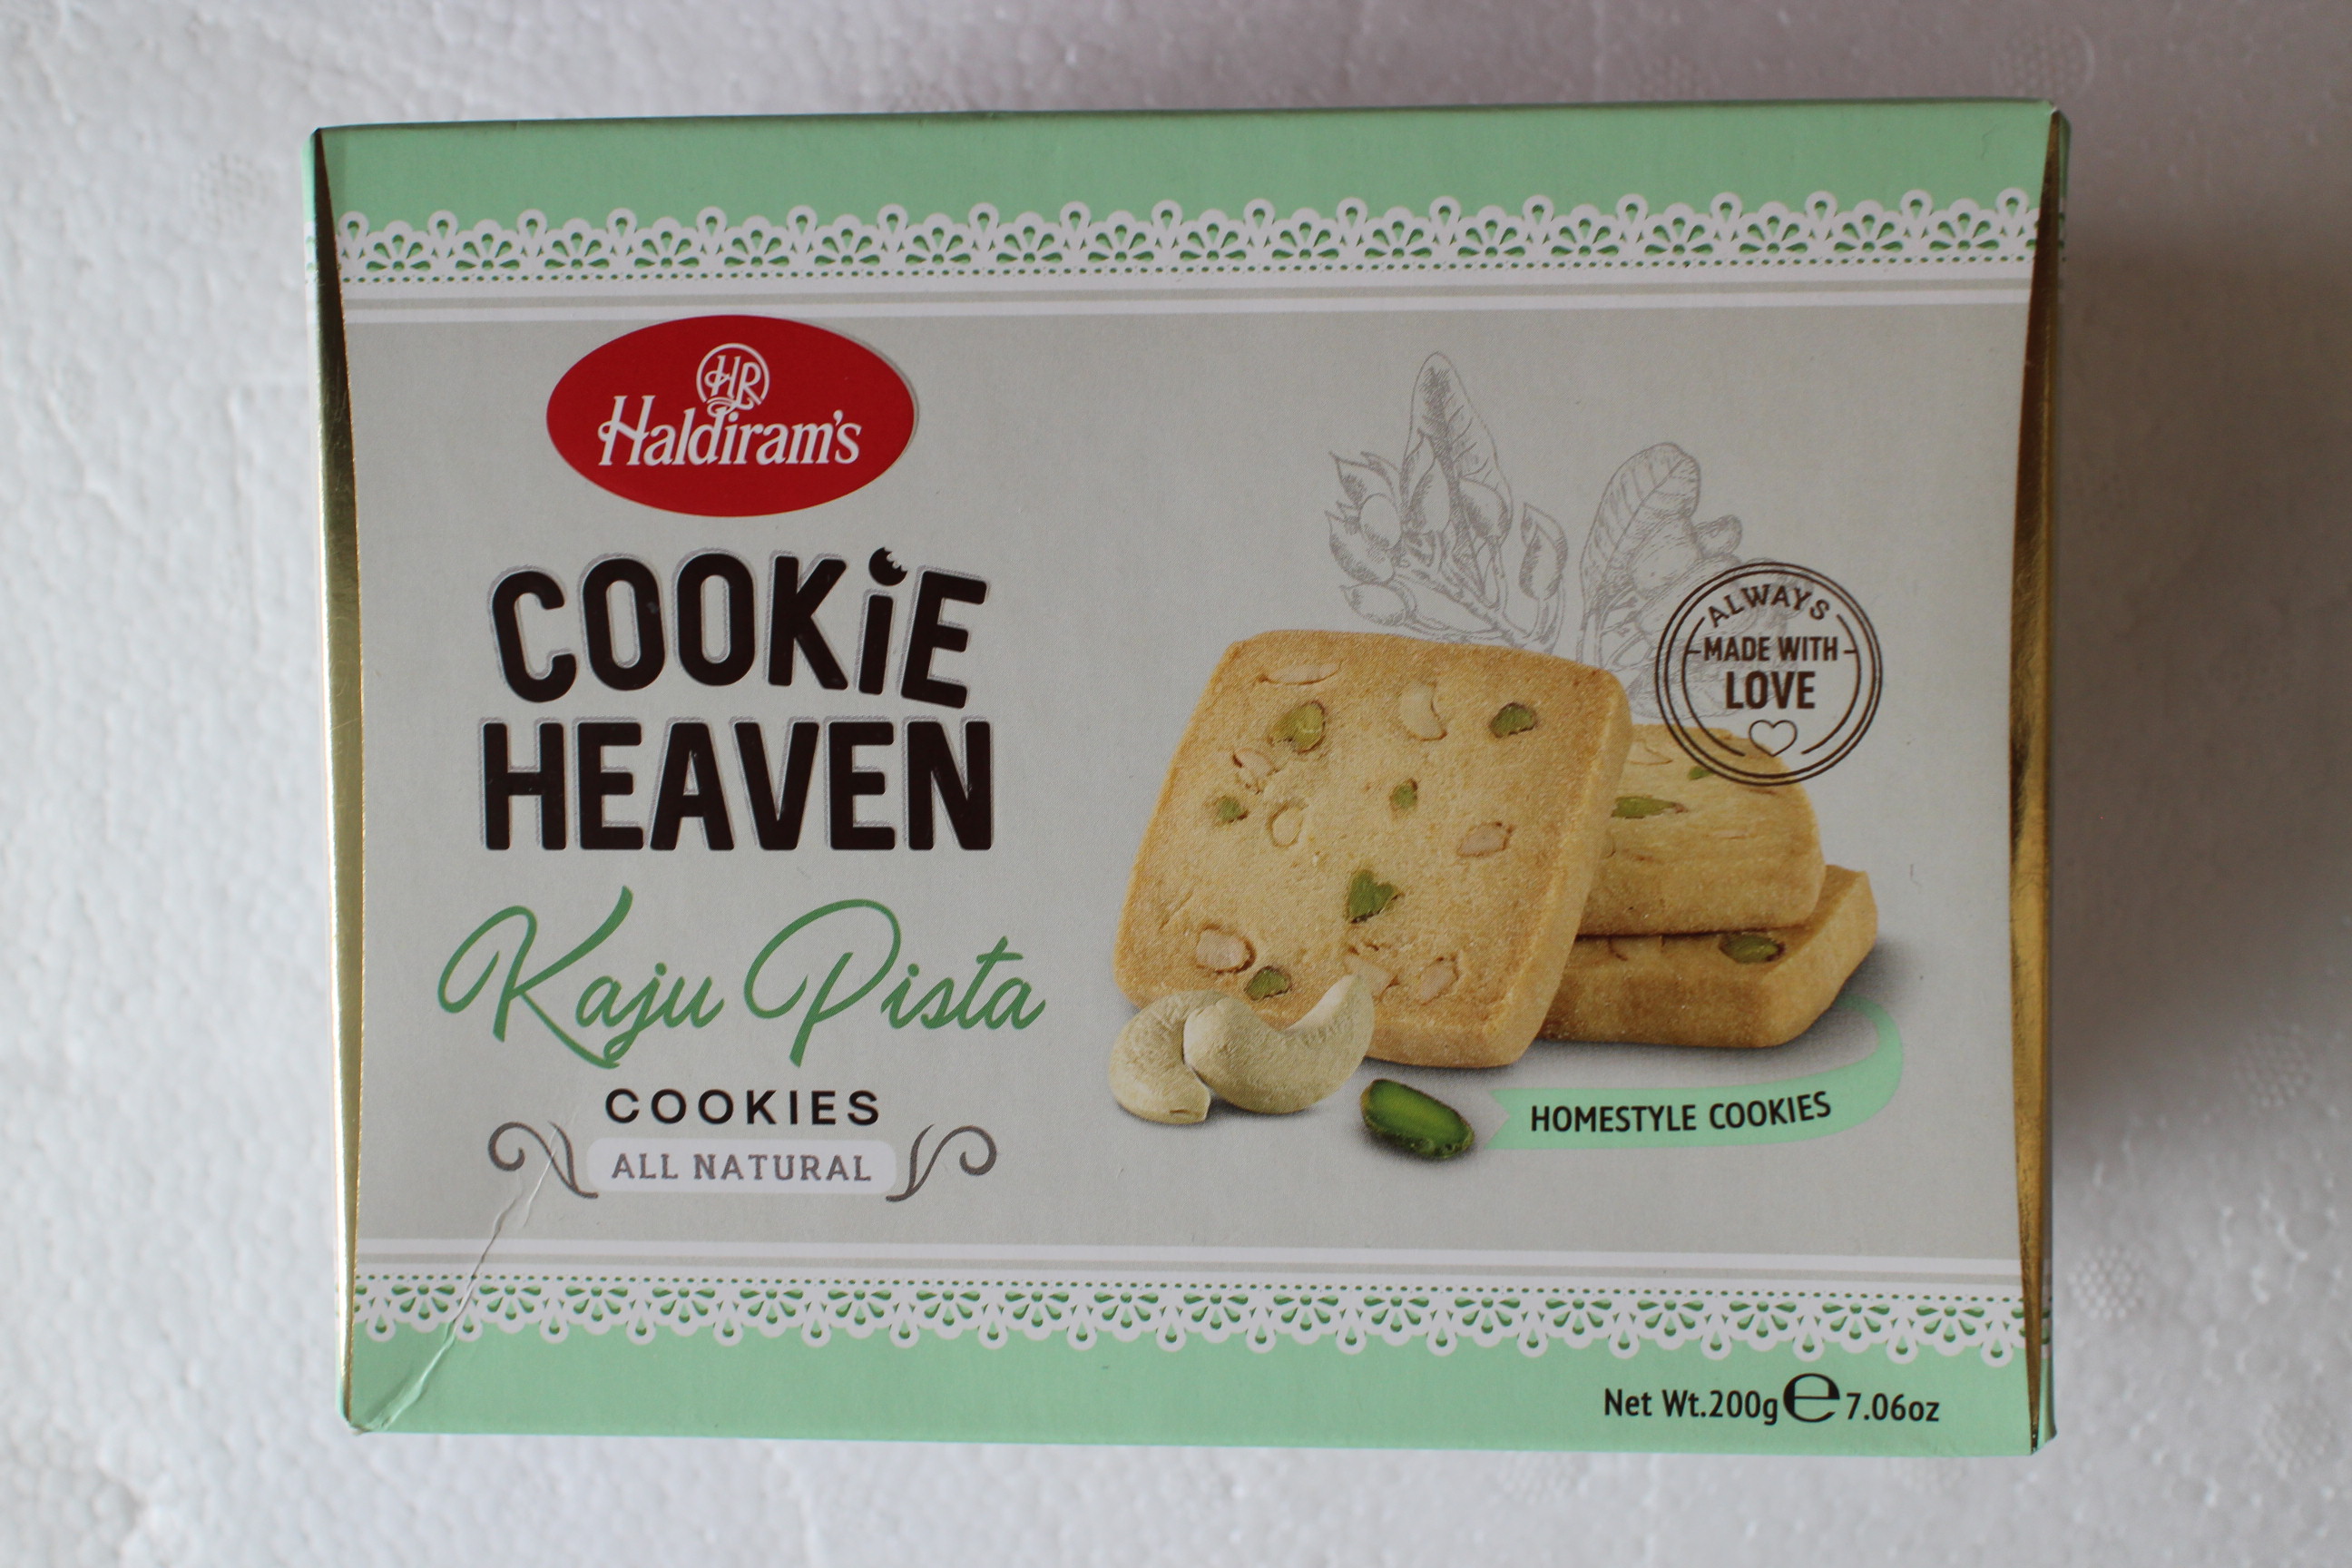 HR
Haldiram's
COOKiE
HEAVEN
Kaju Pista
COOKIES
ALL NATURAL
ALWAYS
MADE WITH
LOVE
HOMESTYLE COOKIES
Net Wt.200g ℮ 7.06oz